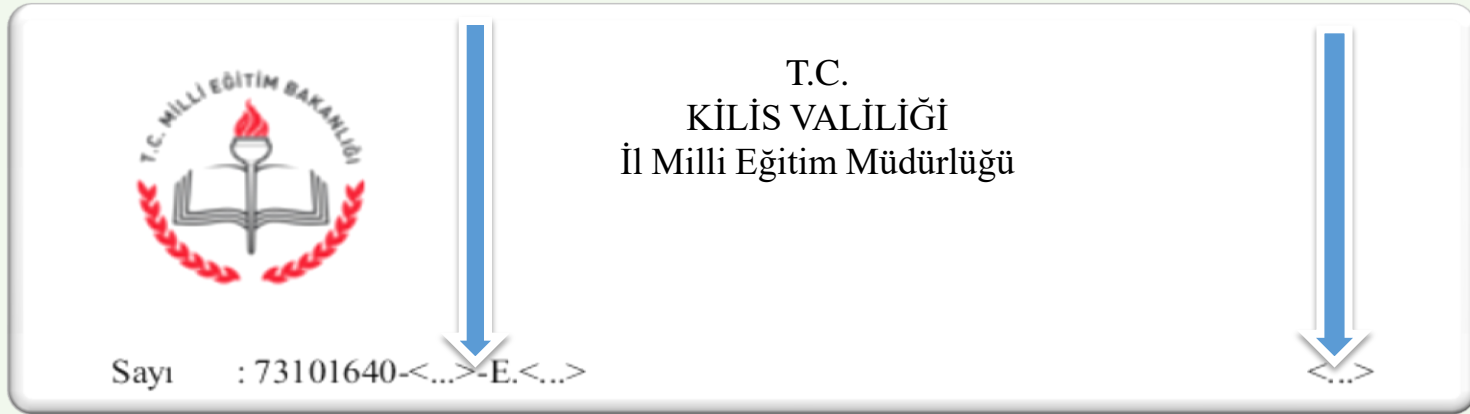 T.C. MİLLİ EĞİTİM BAKANLIĞI
T.C.
KİLİS VALİLİĞİ
İl Milli Eğitim Müdürlüğü
Sayı : 73101640-<...>-E.<...> <...>